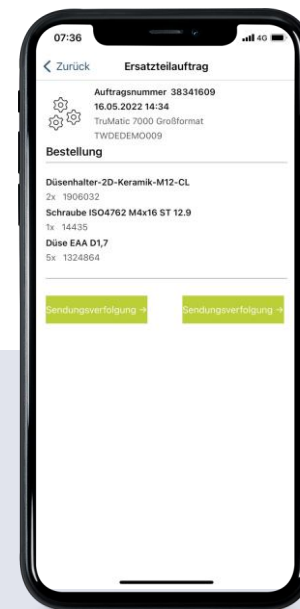 07:36
4G
Zurück
Ersatzteilauftrag
Auftragsnummer 38341609
16.05.2022 14:34
TruMatic 7000 Großformat
TWDEDEMO009
Bestellung
Düsenhalter-2D-Keramik-M12-CL
2x 1906032
Schraube ISO4762 M4x16 ST 12.9
1x 14435
Düse EAA D1,7
5x 1324864
Sendungsverfolgung →
Sendungsverfolgung →